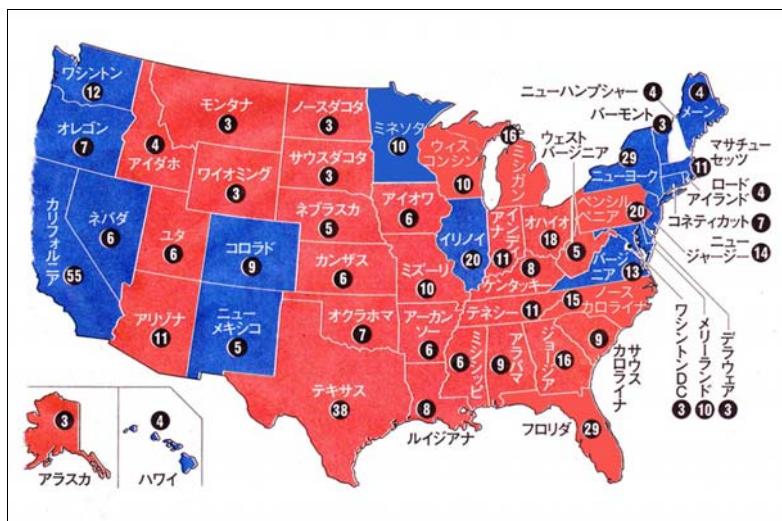 ワシントン
12
オレゴン
7
カリフォルニア
55
ネバダ
6
アイダホ
4
モンタナ
3
ワイオミング
3
ユタ
6
コロラド
9
アリゾナ
11
ニュー
メキシコ
5
ノースダコタ
3
サウスダコタ
3
ネブラスカ
5
カンザス
6
オクラホマ
7
テキサス
38
ミネソタ
10
アイオワ
6
ミズーリ
10
アーカン
ソー
6
ルイジアナ
8
ウィス
コンシン
10
イリノイ
20
ミシガン
16
インディ
アナ
11
オハイオ
18
ケンタッキー
8
テネシー
11
ミシシッピ
6
アラバマ
9
ジョージア
16
フロリダ
29
サウス
カロライナ
9
ノース
カロライナ
15
バージ
ニア
13
ウェスト
バージニア
5
ペンシル
ベニア
20
ニューヨーク
29
ニューハンプシャー
4
バーモント
3
メーン
4
マサチュー
セッツ
11
ロード
アイランド
4
コネティカット
7
ニュー
ジャージー
14
デラウェア
3
メリーランド
10
ワシントンDC
3
アラスカ
3
ハワイ
4